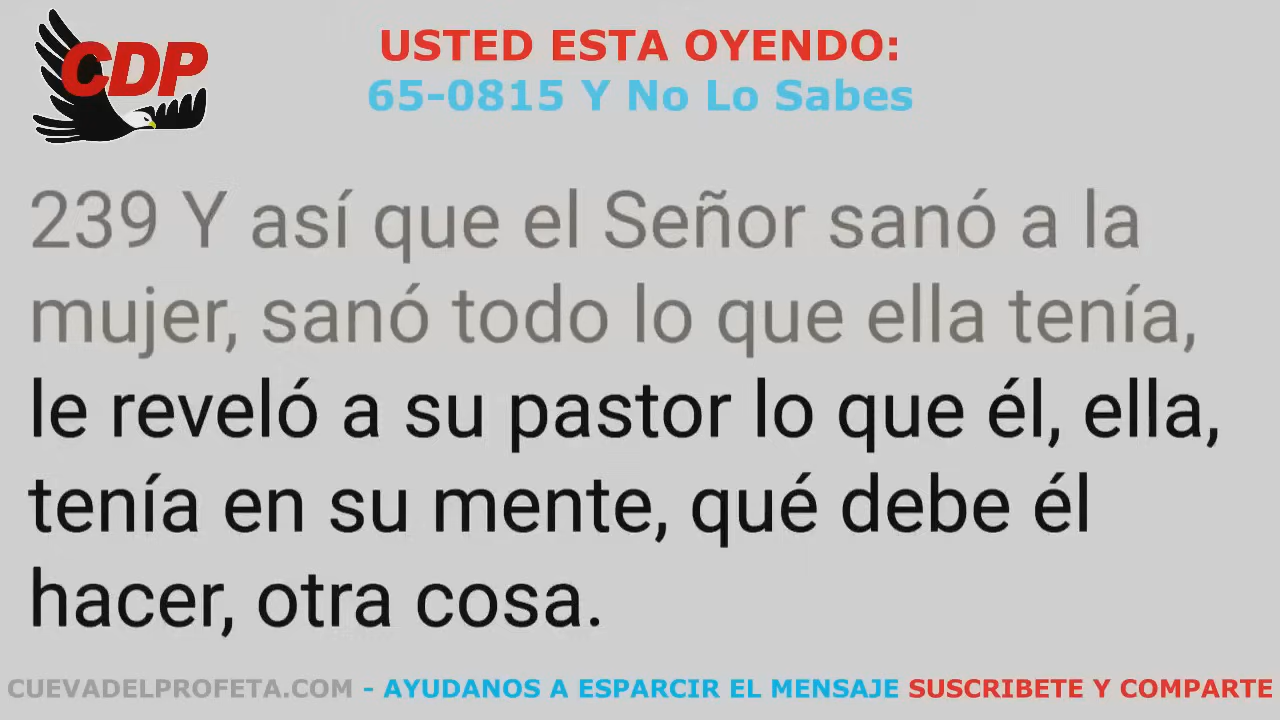 CDP
USTED ESTA OYENDO:
65-0815 Y No Lo Sabes
239 Y así que el Señor sanó a la
mujer, sanó todo lo que ella tenía,
le reveló a su pastor lo que él, ella,
tenía en su mente, qué debe él
hacer, otra cosa.
CUEVADELPROFETA.COM - AYUDANOS A ESPARCIR EL MENSAJE SUSCRIBETE Y COMPARTE